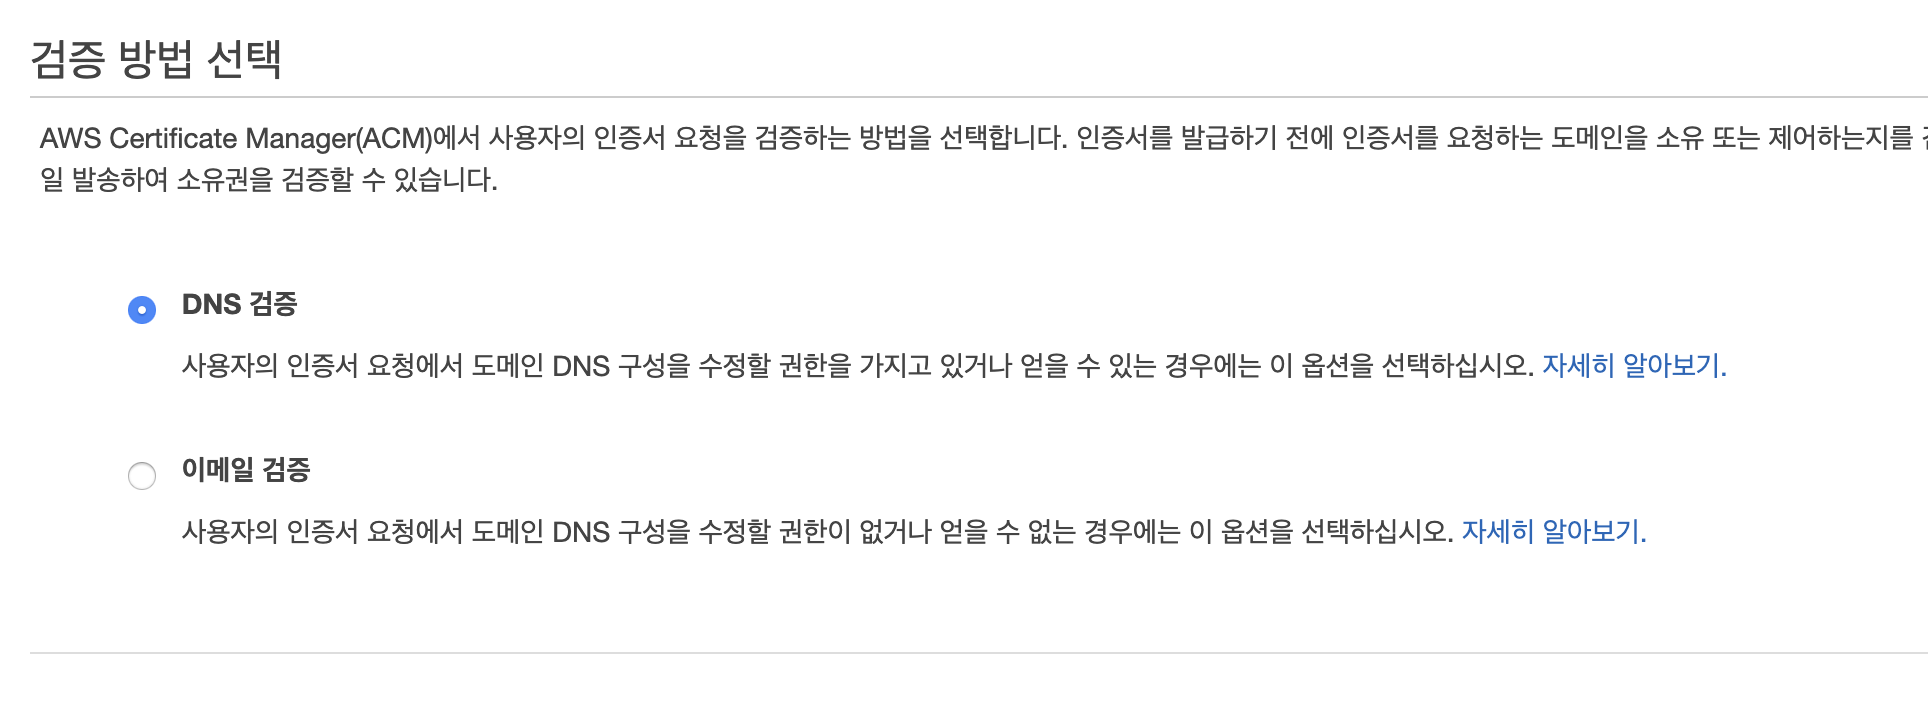 검증 방법 선택
AWS Certificate Manager(ACM)에서 사용자의 인증서 요청을 검증하는 방법을 선택합니다. 인증서를 발급하기 전에 인증서를 요청하는 도메인을 소유 또는 제어하는지를
일 발송하여 소유권을 검증할 수 있습니다.
DNS 검증
사용자의 인증서 요청에서 도메인 DNS 구성을 수정할 권한을 가지고 있거나 얻을 수 있는 경우에는 이 옵션을 선택하십시오. 자세히 알아보기.
이메일 검증
사용자의 인증서 요청에서 도메인 DNS 구성을 수정할 권한이 없거나 얻을 수 없는 경우에는 이 옵션을 선택하십시오. 자세히 알아보기.